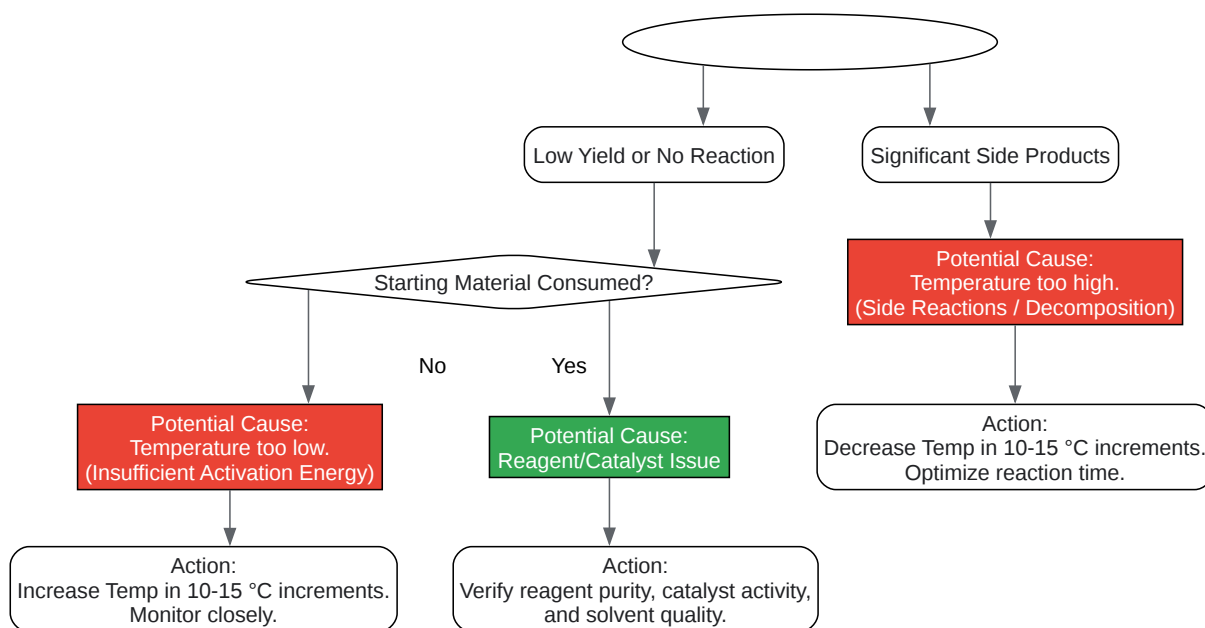 Low Yield or No Reaction
Significant Side Products
Starting Material Consumed?
Potential Cause:
Temperature too high.
(Side Reactions / Decomposition)
No
Yes
Potential Cause:
Temperature too low.
(Insufficient Activation Energy)
Potential Cause:
Reagent/Catalyst Issue
Action:
Decrease Temp in 10-15 °C increments.
Optimize reaction time.
Action:
Increase Temp in 10-15 °C increments.
Monitor closely.
Action:
Verify reagent purity, catalyst activity,
and solvent quality.